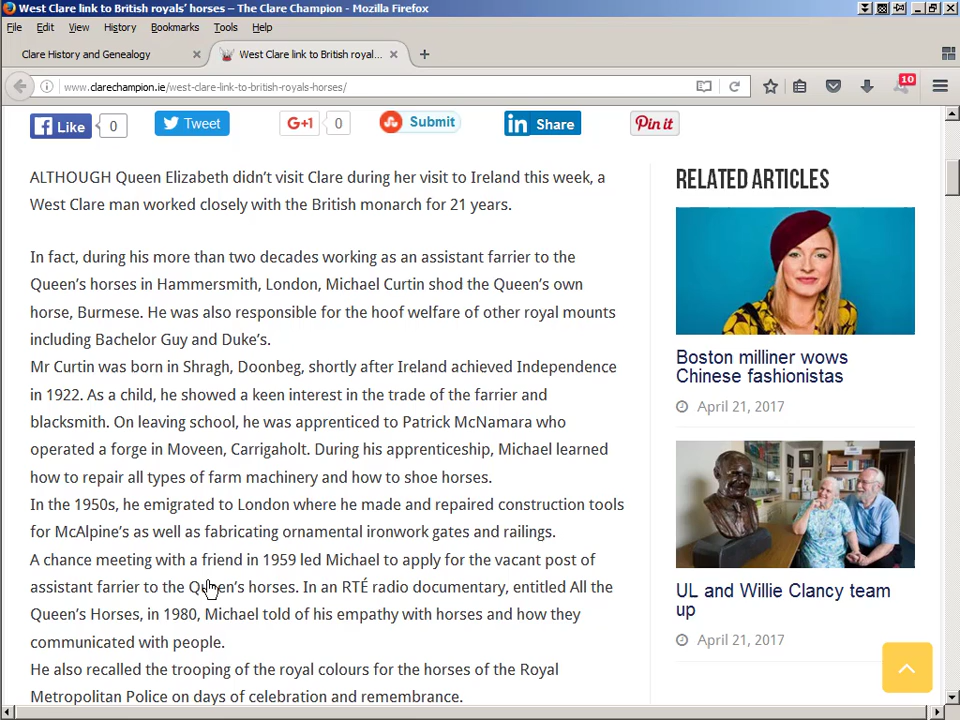 West Clare link to British royals' horses – The Clare Champion - Mozilla Firefox
File Edit View History Bookmarks Tools Help
Clare History and Genealogy
West Clare link to British royal...
www.clarechampion.ie/west-clare-link-to-british-royals-horses/
10
Like 0
Tweet
G+1 0
Submit
in Share
Pin it
ALTHOUGH Queen Elizabeth didn't visit Clare during her visit to Ireland this week, a
West Clare man worked closely with the British monarch for 21 years.
In fact, during his more than two decades working as an assistant farrier to the
Queen's horses in Hammersmith, London, Michael Curtin shod the Queen's own
horse, Burmese. He was also responsible for the hoof welfare of other royal mounts
including Bachelor Guy and Duke's.
Mr Curtin was born in Shragh, Doonbeg, shortly after Ireland achieved Independence
in 1922. As a child, he showed a keen interest in the trade of the farrier and
blacksmith. On leaving school, he was apprenticed to Patrick McNamara who
operated a forge in Moveen, Carrigaholt. During his apprenticeship, Michael learned
how to repair all types of farm machinery and how to shoe horses.
In the 1950s, he emigrated to London where he made and repaired construction tools
for McAlpine's as well as fabricating ornamental ironwork gates and railings.
A chance meeting with a friend in 1959 led Michael to apply for the vacant post of
assistant farrier to the Queen's horses. In an RTÉ radio documentary, entitled All the
Queen's Horses, in 1980, Michael told of his empathy with horses and how they
communicated with people.
He also recalled the trooping of the royal colours for the horses of the Royal
Metropolitan Police on days of celebration and remembrance.
RELATED ARTICLES
Boston milliner wows
Chinese fashionistas
April 21, 2017
UL and Willie Clancy team
up
April 21, 2017